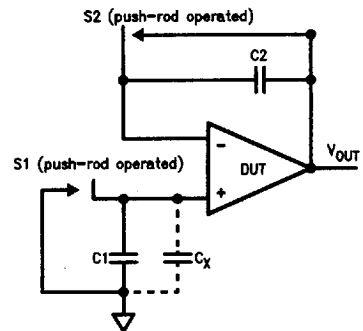 S2 (push-rod operated)
C2
S1 (push-rod operated)
-
DUT
V_OUT
+
C1
C_X